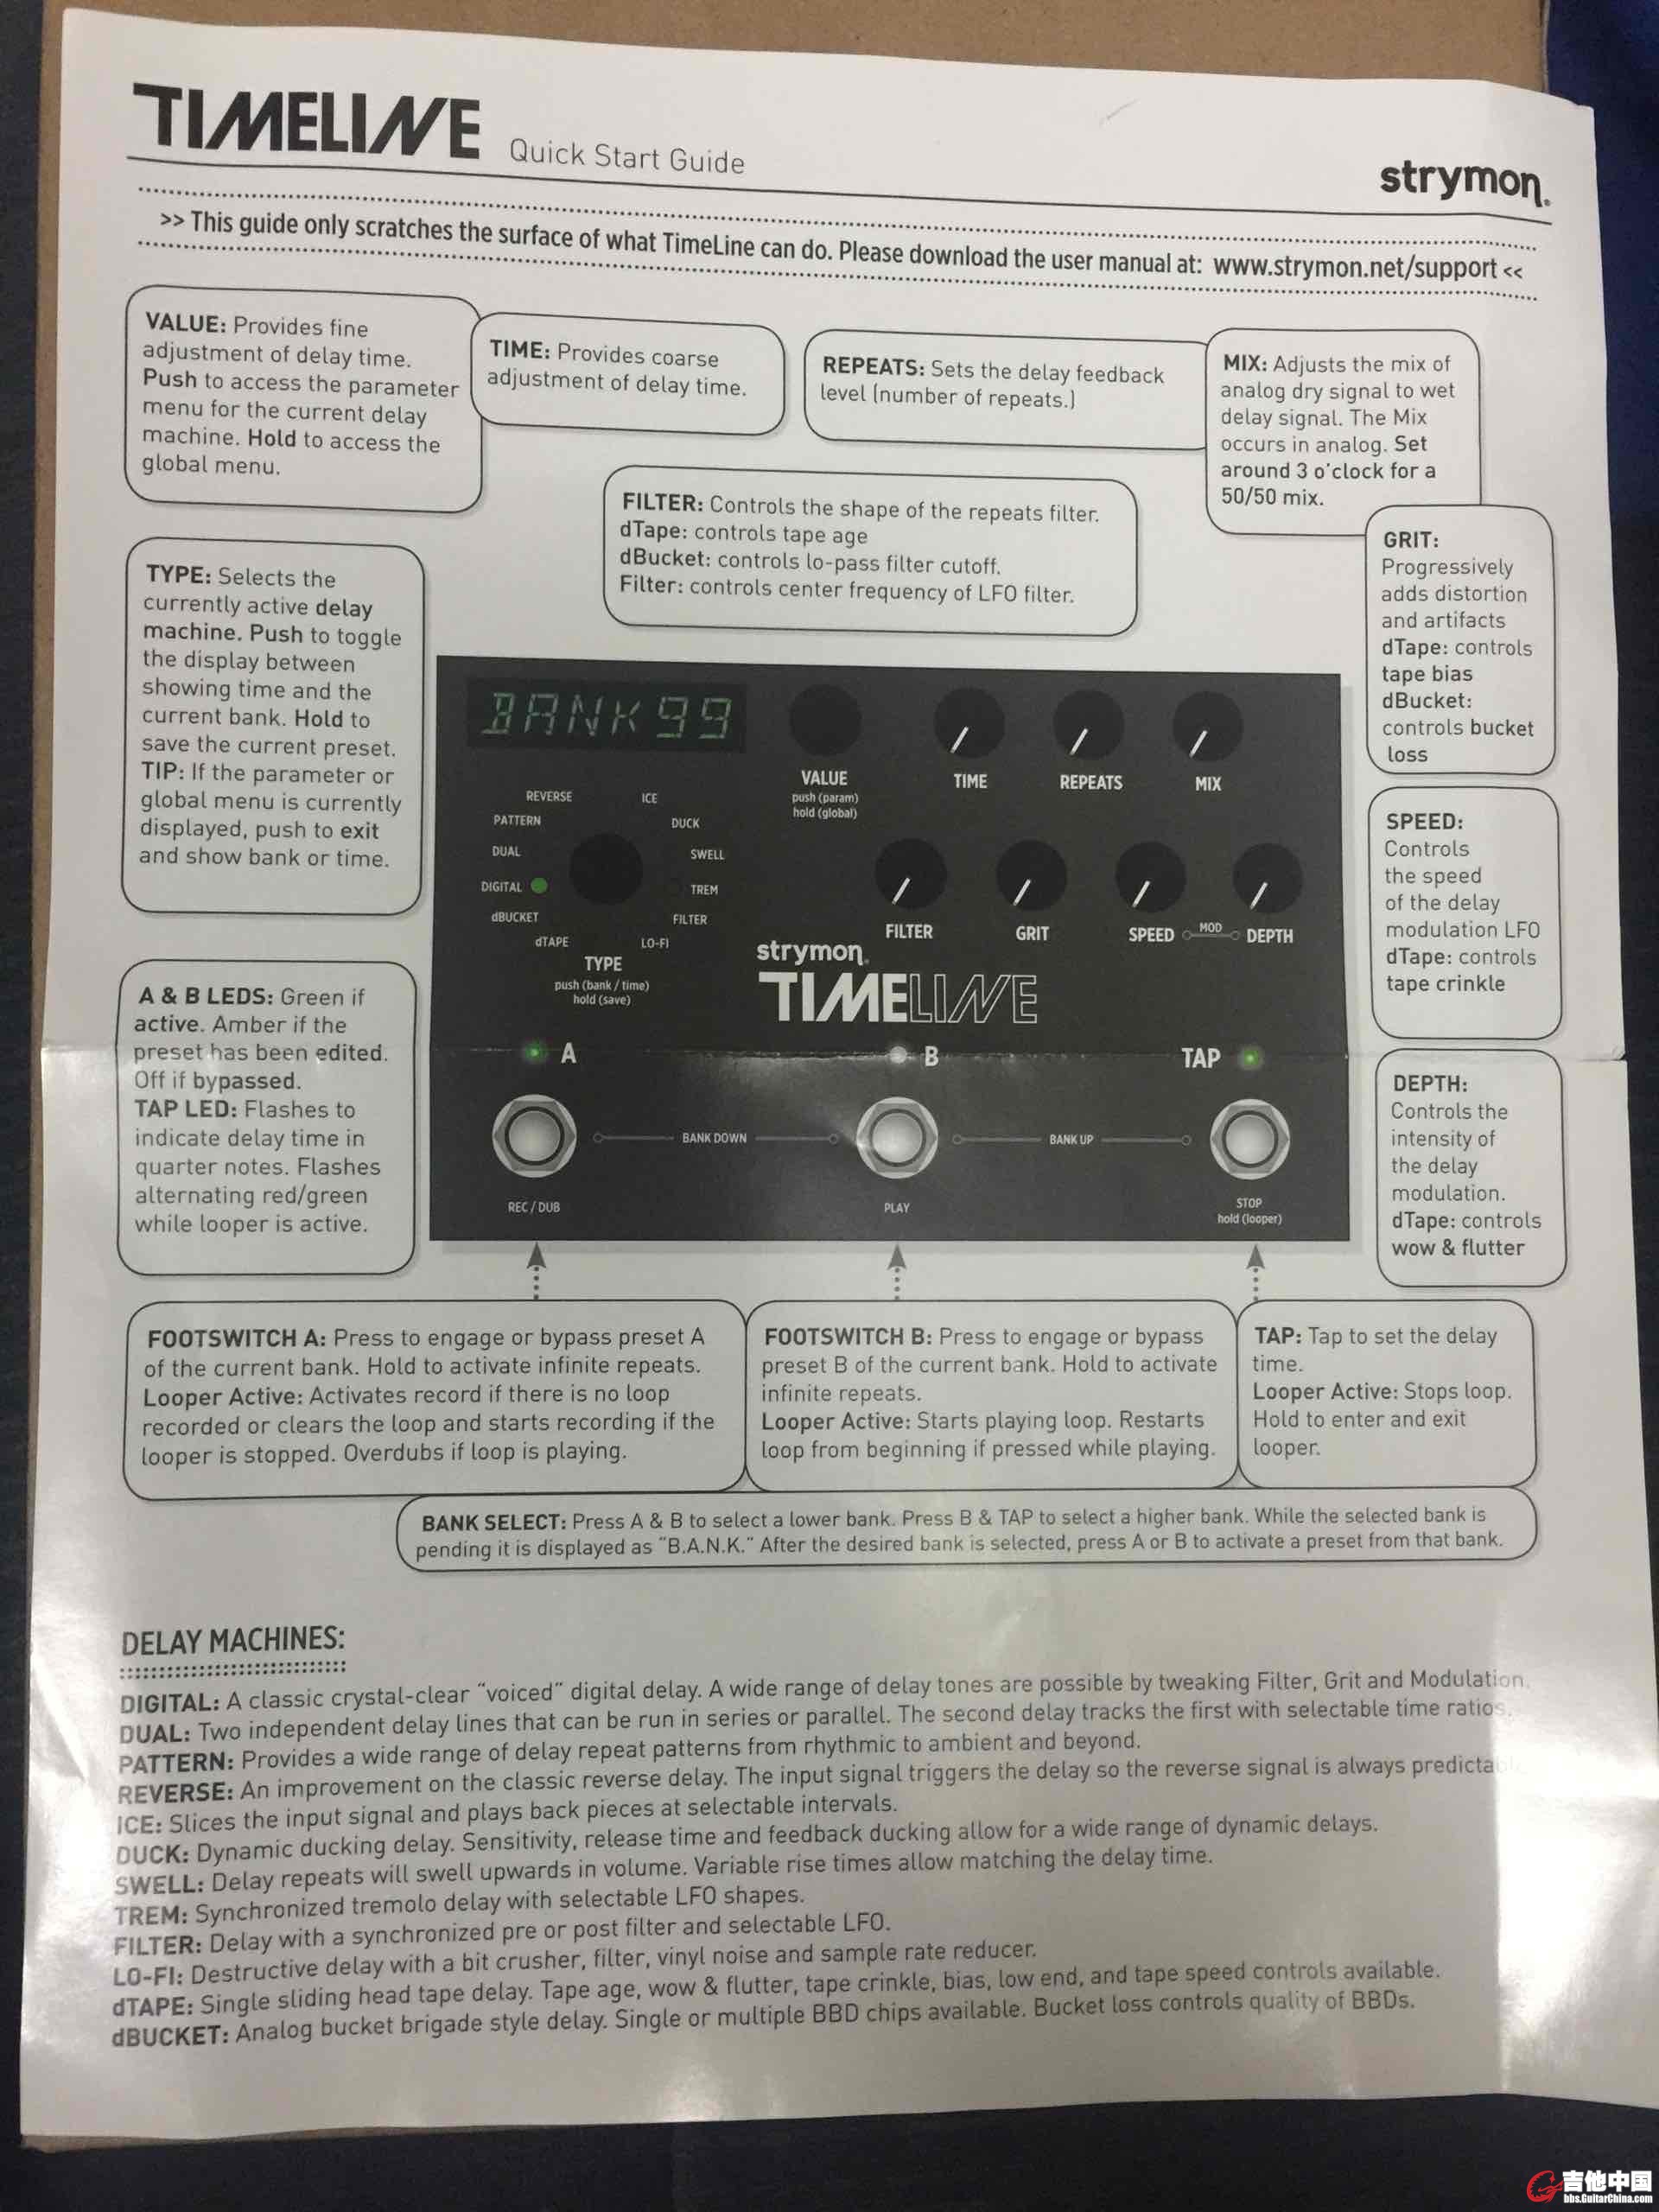 TIMELINE Quick Start Guide
strymon.
>> This guide only scratches the surface of what TimeLine can do. Please download the user manual at: www.strymon.net/support <<
VALUE: Provides fine
adjustment of delay time.
Push to access the parameter
menu for the current delay
machine. Hold to access the
global menu.
TIME: Provides coarse
adjustment of delay time.
REPEATS: Sets the delay feedback
level (number of repeats.)
MIX: Adjusts the mix of
analog dry signal to wet
delay signal. The Mix
occurs in analog. Set
around 3 o'clock for a
50/50 mix.
FILTER: Controls the shape of the repeats filter.
dTape: controls tape age
dBucket: controls lo-pass filter cutoff.
Filter: controls center frequency of LFO filter.
GRIT:
Progressively
adds distortion
and artifacts
dTape: controls
tape bias
dBucket:
controls bucket
loss
TYPE: Selects the
currently active delay
machine. Push to toggle
the display between
showing time and the
current bank. Hold to
save the current preset.
TIP: If the parameter or
global menu is currently
displayed, push to exit
and show bank or time.
SPEED:
Controls
the speed
of the delay
modulation LFO
dTape: controls
tape crinkle
A & B LEDS: Green if
active. Amber if the
preset has been edited.
Off if bypassed.
TAP LED: Flashes to
indicate delay time in
quarter notes. Flashes
alternating red/green
while looper is active.
DEPTH:
Controls the
intensity of
the delay
modulation.
dTape: controls
wow & flutter
BANK99
VALUE
push (param)
hold (global)
TIME
REPEATS
MIX
REVERSE
ICE
PATTERN
DUCK
DUAL
SWELL
DIGITAL
TREM
dBUCKET
FILTER
dTAPE
LO-FI
TYPE
push (bank / time)
hold (save)
FILTER
GRIT
SPEED
MOD
DEPTH
strymon.
TIMELINE
A
B
TAP
BANK DOWN
BANK UP
REC / DUB
PLAY
STOP
hold (looper)
FOOTSWITCH A: Press to engage or bypass preset A
of the current bank. Hold to activate infinite repeats.
Looper Active: Activates record if there is no loop
recorded or clears the loop and starts recording if the
looper is stopped. Overdubs if loop is playing.
FOOTSWITCH B: Press to engage or bypass
preset B of the current bank. Hold to activate
infinite repeats.
Looper Active: Starts playing loop. Restarts
loop from beginning if pressed while playing.
TAP: Tap to set the delay
time.
Looper Active: Stops loop.
Hold to enter and exit
looper.
BANK SELECT: Press A & B to select a lower bank. Press B & TAP to select a higher bank. While the selected bank is
pending it is displayed as "B.A.N.K." After the desired bank is selected, press A or B to activate a preset from that bank.
DELAY MACHINES:
DIGITAL: A classic crystal-clear "voiced" digital delay. A wide range of delay tones are possible by tweaking Filter, Grit and Modulation.
DUAL: Two independent delay lines that can be run in series or parallel. The second delay tracks the first with selectable time ratios.
PATTERN: Provides a wide range of delay repeat patterns from rhythmic to ambient and beyond.
REVERSE: An improvement on the classic reverse delay. The input signal triggers the delay so the reverse signal is always
ICE: Slices the input signal and plays back pieces at selectable intervals.
DUCK: Dynamic ducking delay. Sensitivity, release time and feedback ducking allow for a wide range of dynamic delays.
SWELL: Delay repeats will swell upwards in volume. Variable rise times allow matching the delay time.
TREM: Synchronized tremolo delay with selectable LFO shapes.
FILTER: Delay with a synchronized pre or post filter and selectable LFO.
LO-FI: Destructive delay with a bit crusher, filter, vinyl noise and sample rate reducer.
dTAPE: Single sliding head tape delay. Tape age, wow & flutter, tape crinkle, bias, low end, and tape speed controls available.
dBUCKET: Analog bucket brigade style delay. Single or multiple BBD chips available. Bucket loss controls quality of BBDs.
吉他中国
bbs.GuitarChina.com